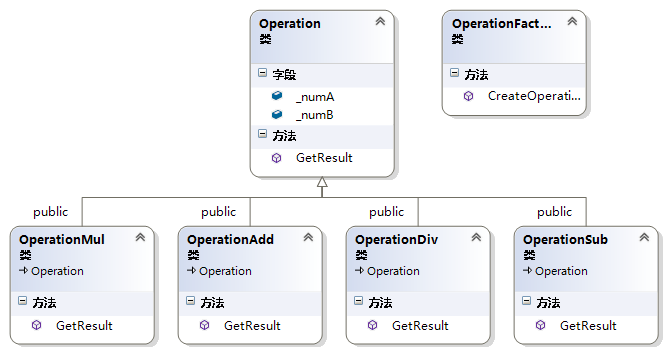 Operation
类
字段
_numA
_numB
方法
GetResult
OperationFact...
类
方法
CreateOperati...
public
public
public
public
OperationMul
类
Operation
方法
GetResult
OperationAdd
类
Operation
方法
GetResult
OperationDiv
类
Operation
方法
GetResult
OperationSub
类
Operation
方法
GetResult